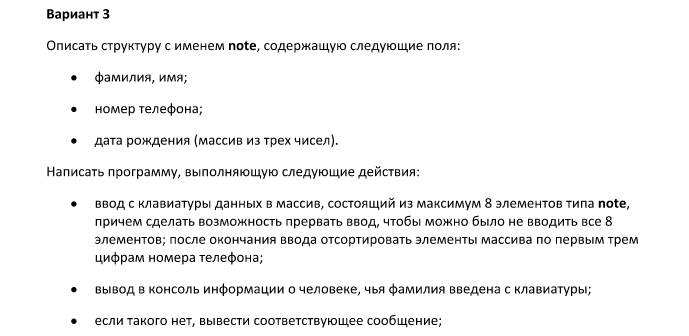 Вариант 3
Описать структуру с именем note, содержащую следующие поля:
• фамилия, имя;
• номер телефона;
• дата рождения (массив из трех чисел).
Написать программу, выполняющую следующие действия:
• ввод с клавиатуры данных в массив, состоящий из максимум 8 элементов типа note,
причем сделать возможность прервать ввод, чтобы можно было не вводить все 8
элементов; после окончания ввода отсортировать элементы массива по первым трем
цифрам номера телефона;
• вывод в консоль информации о человеке, чья фамилия введена с клавиатуры;
• если такого нет, вывести соответствующее сообщение;